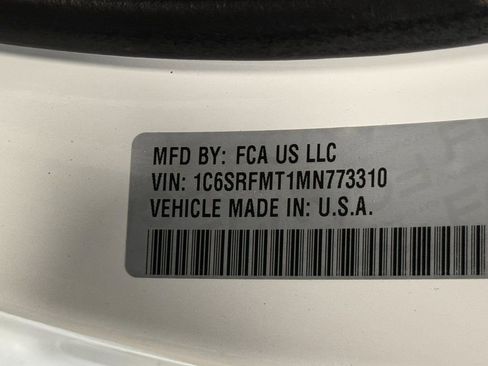 MFD BY: FCA US LLC
VIN: 1C6SRFMT1MN773310
VEHICLE MADE IN: U.S.A.